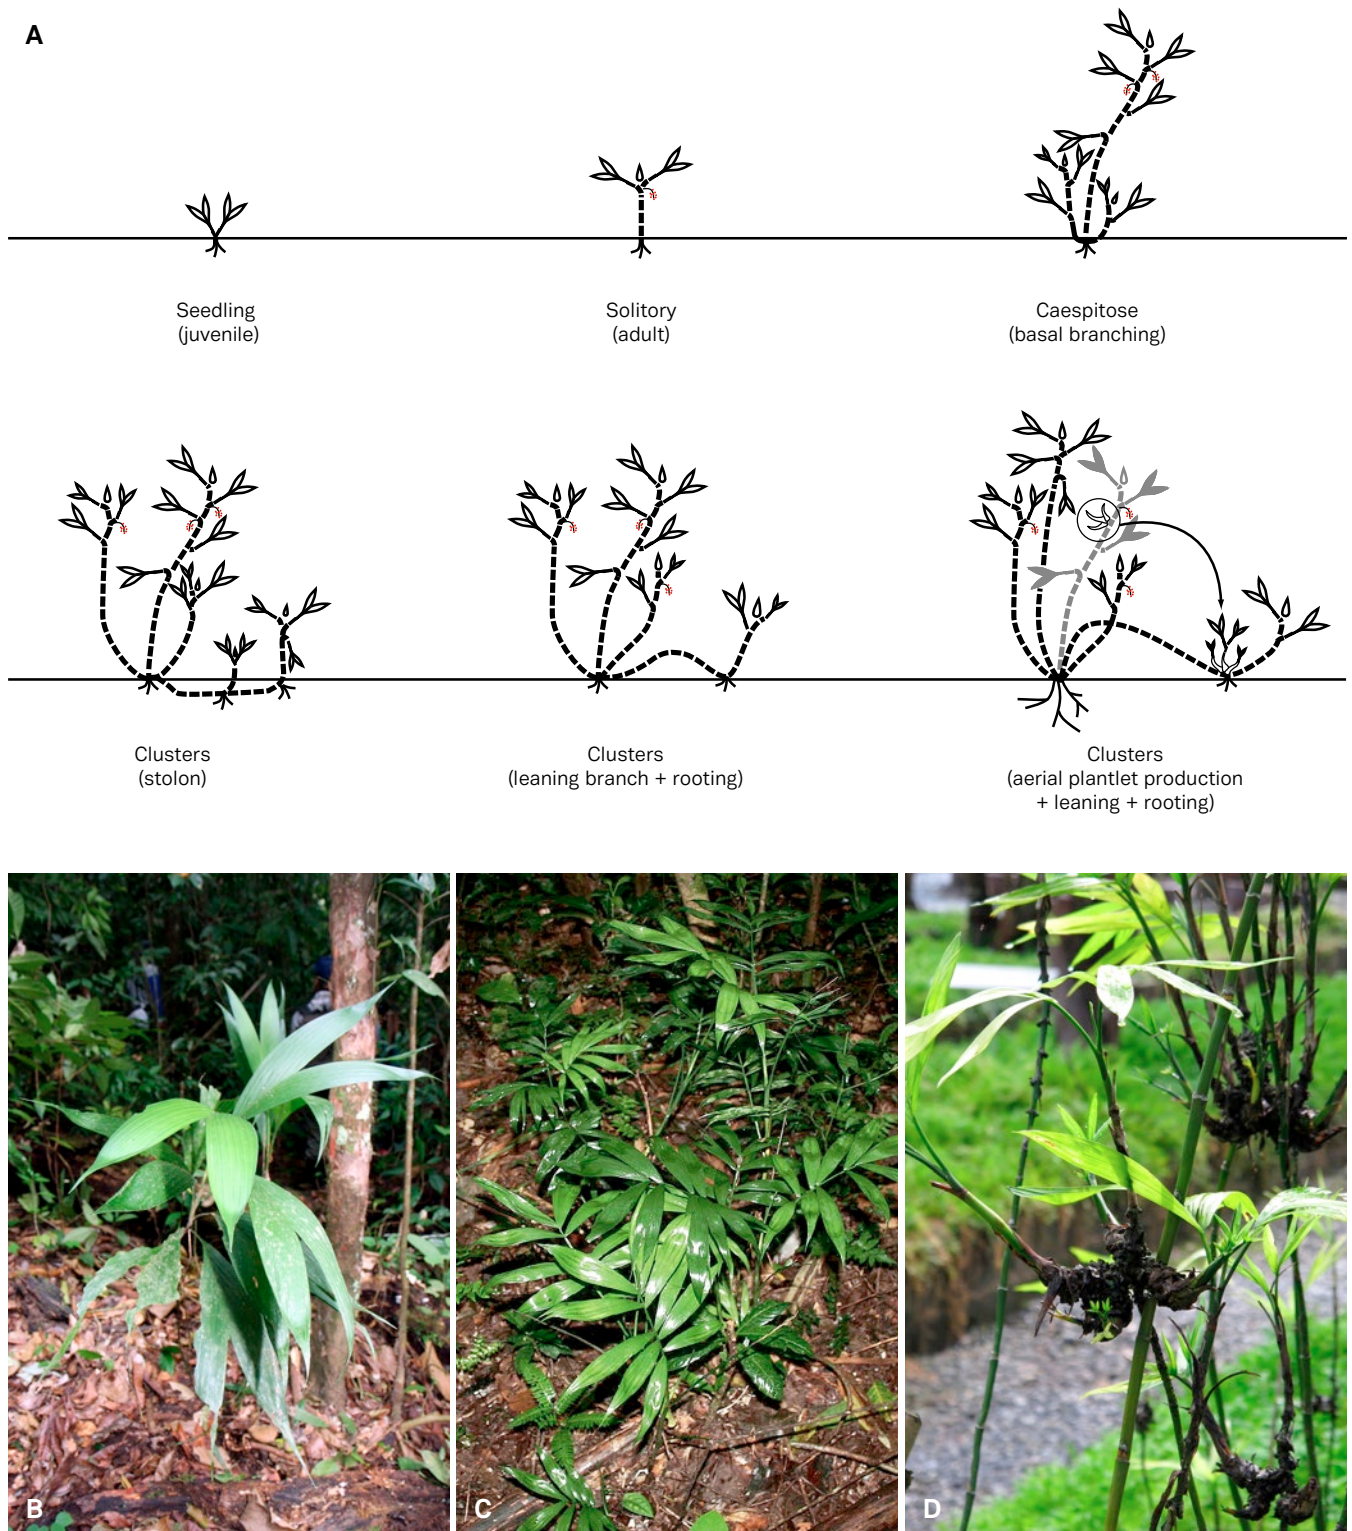 A
Seedling
(juvenile)
Solitory
(adult)
Caespitose
(basal branching)
Clusters
(stolon)
Clusters
(leaning branch + rooting)
Clusters
(aerial plantlet production
+ leaning + rooting)
B
C
D